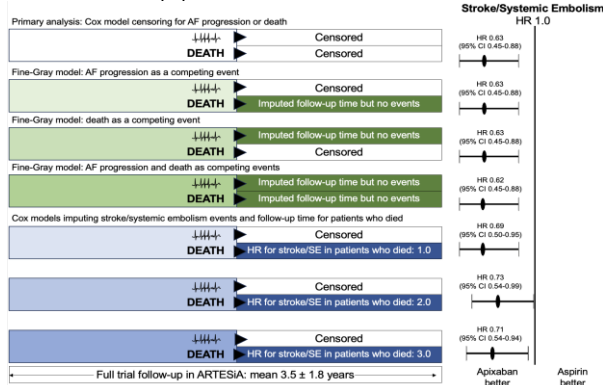 Stroke/Systemic Embolism
HR 1.0
Primary analysis: Cox model censoring for AF progression or death
Censored
DEATH Censored
HR 0.63
(95% CI 0.45-0.88)
Fine-Gray model: AF progression as a competing event
Censored
DEATH Imputed follow-up time but no events
HR 0.63
(95% CI 0.45-0.88)
Fine-Gray model: death as a competing event
Imputed follow-up time but no events
DEATH Censored
HR 0.63
(95% CI 0.45-0.88)
Fine-Gray model: AF progression and death as competing events
Imputed follow-up time but no events
DEATH Imputed follow-up time but no events
HR 0.62
(95% CI 0.45-0.88)
Cox models imputing stroke/systemic embolism events and follow-up time for patients who died
Censored
DEATH HR for stroke/SE in patients who died: 1.0
HR 0.69
(95% CI 0.50-0.95)
Censored
DEATH HR for stroke/SE in patients who died: 2.0
HR 0.73
(95% CI 0.54-0.99)
Censored
DEATH HR for stroke/SE in patients who died: 3.0
HR 0.71
(95% CI 0.54-0.94)
Full trial follow-up in ARTESiA: mean 3.5 ± 1.8 years
Apixaban
better
Aspirin
better